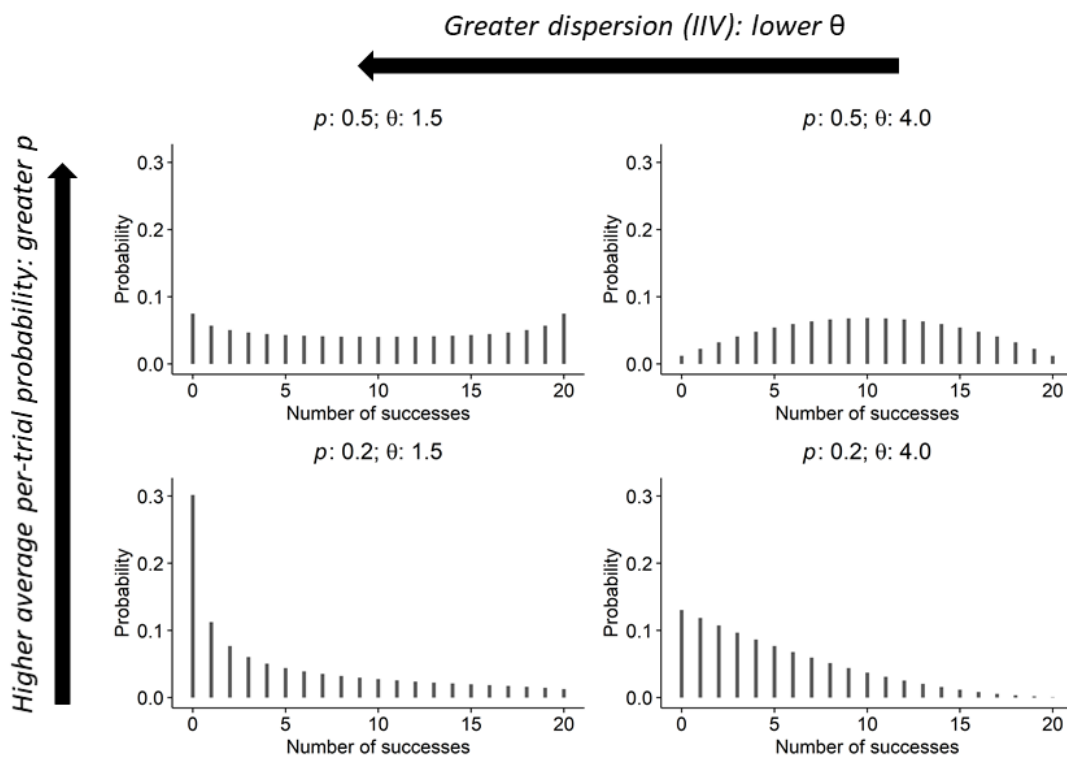 Greater dispersion (IIV): lower θ
Higher average per-trial probability: greater p
p: 0.5; θ: 1.5
0.3
0.2
0.1
0.0
Probability
0 5 10 15 20
Number of successes
p: 0.5; θ: 4.0
0.3
0.2
0.1
0.0
Probability
0 5 10 15 20
Number of successes
p: 0.2; θ: 1.5
0.3
0.2
0.1
0.0
Probability
0 5 10 15 20
Number of successes
p: 0.2; θ: 4.0
0.3
0.2
0.1
0.0
Probability
0 5 10 15 20
Number of successes